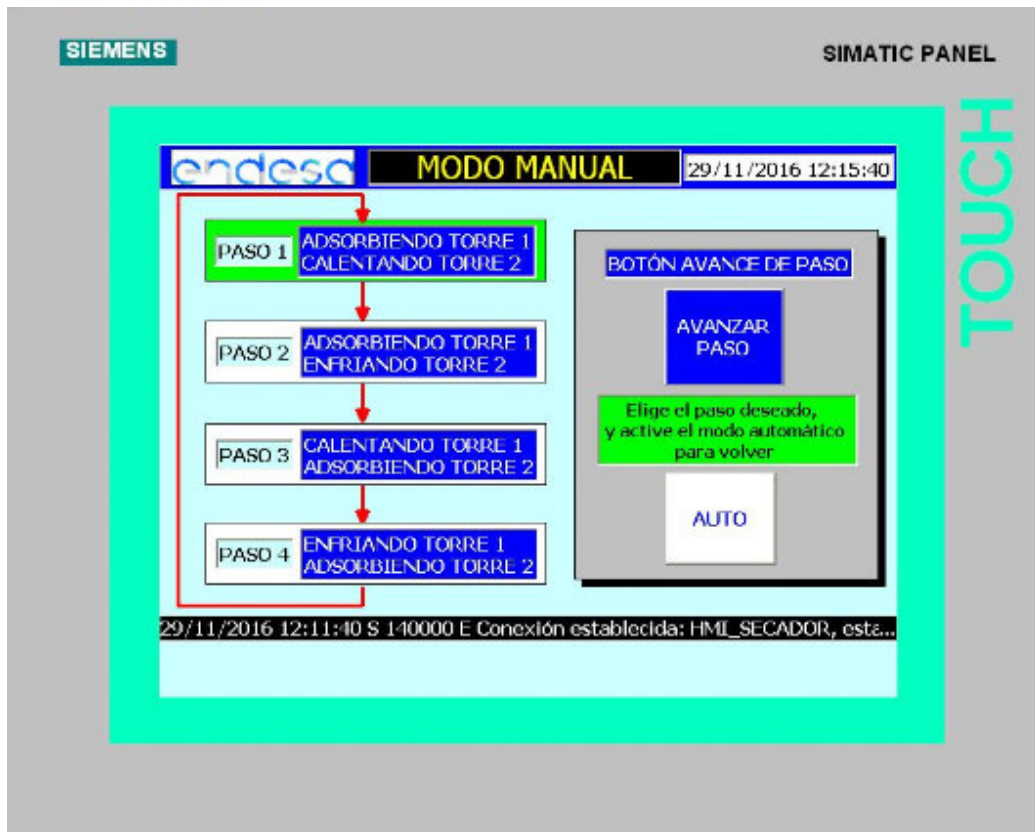 SIEMENS
SIMATIC PANEL
TOUCH
endesa
MODO MANUAL
29/11/2016 12:15:40
PASO 1
ADSORBIENDO TORRE 1
CALENTANDO TORRE 2
PASO 2
ADSORBIENDO TORRE 1
ENFRIANDO TORRE 2
PASO 3
CALENTANDO TORRE 1
ADSORBIENDO TORRE 2
PASO 4
ENFRIANDO TORRE 1
ADSORBIENDO TORRE 2
BOTÓN AVANCE DE PASO
AVANZAR
PASO
Elige el paso deseado,
y active el modo automático
para volver
AUTO
29/11/2016 12:11:40 S 140000 E Conexión establecida: HMI_SECADOR, esta...